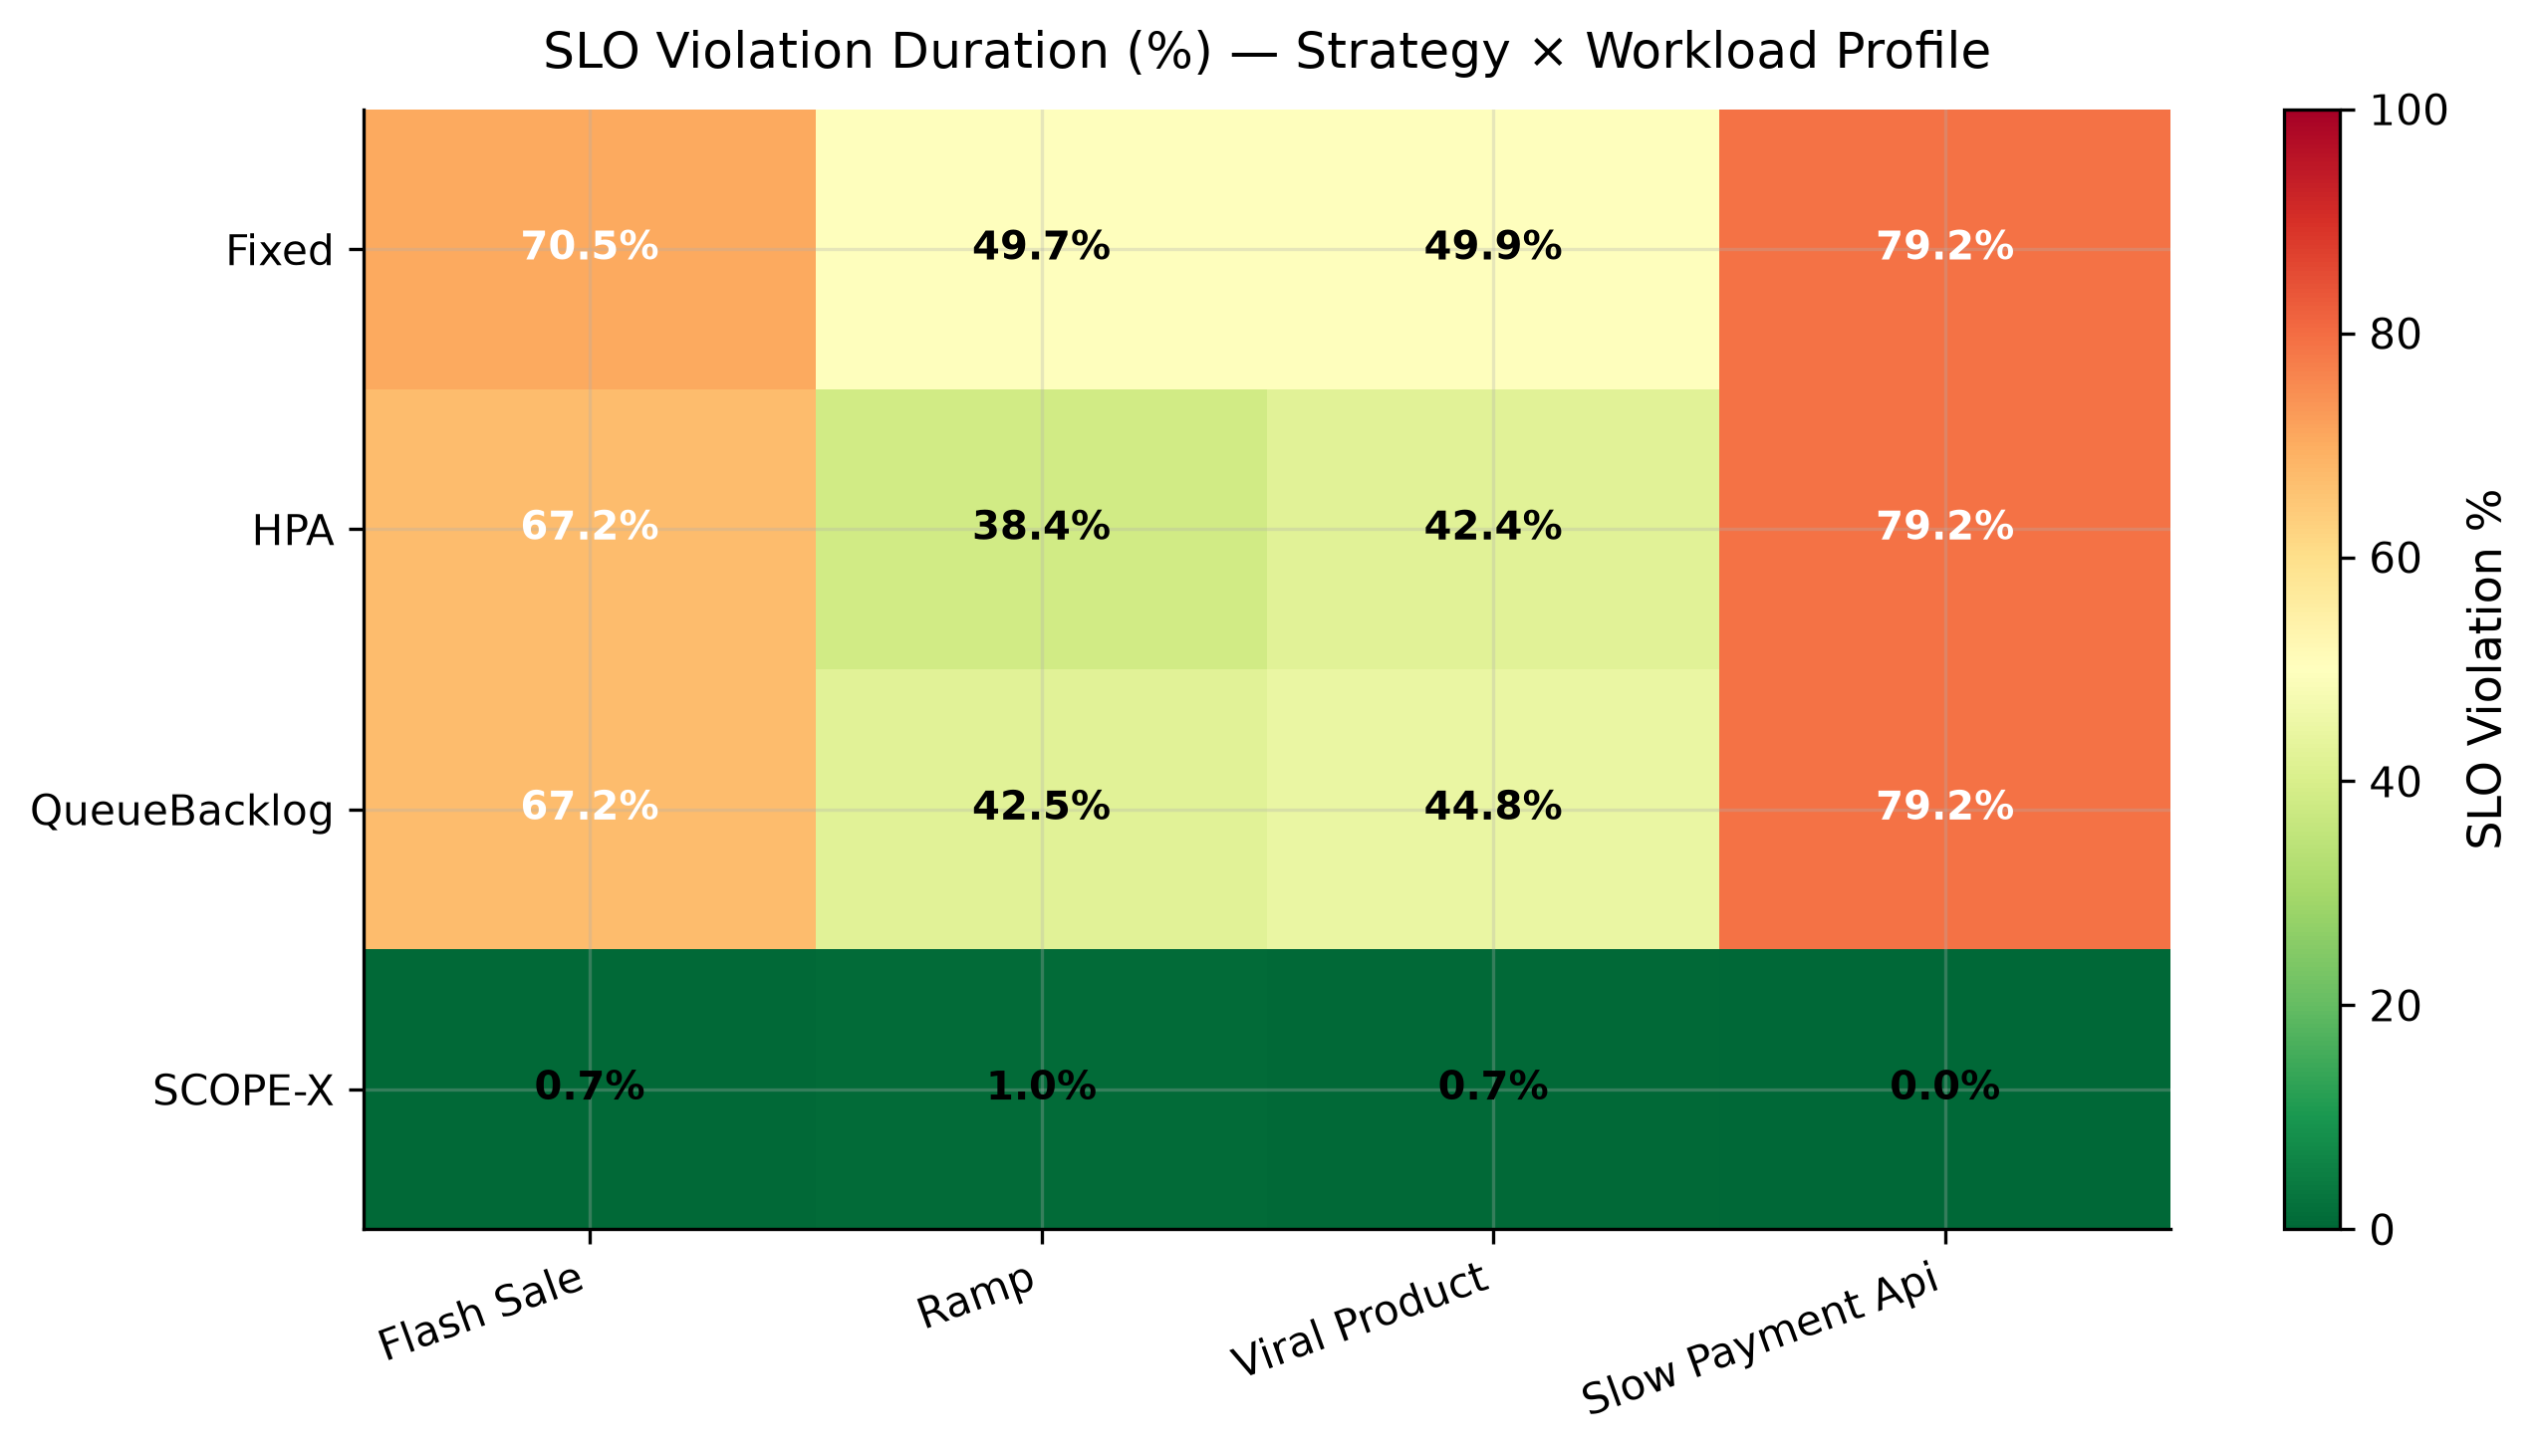 SLO Violation Duration (%) — Strategy × Workload Profile
Fixed 70.5% 49.7% 49.9% 79.2%
HPA 67.2% 38.4% 42.4% 79.2%
QueueBacklog 67.2% 42.5% 44.8% 79.2%
SCOPE-X 0.7% 1.0% 0.7% 0.0%
Flash Sale Ramp Viral Product Slow Payment Api
100
80
60
40
20
0
SLO Violation %